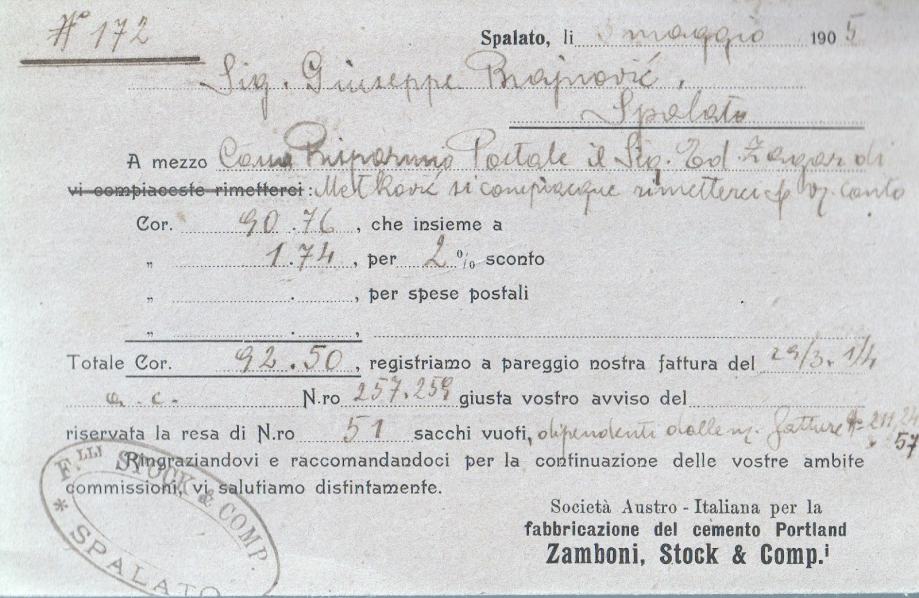 N° 172
Spalato, li maggio 1905
Sig. Giuseppe Brajnović.
Spalato
A mezzo Cassa Risparmio Postale il Sig. Ed. Zagar di
vi compiaceste rimetterci: Metković si compiacque rimetterci conto
Cor. 90.76, che insieme a
„ 1.74, per 2 % sconto
„ . , per spese postali
„ . ,
Totale Cor. 92.50, registriamo a pareggio nostra fattura del 29/3. 1/4
a. c. N.ro 257.259 giusta vostro avviso del
riservata la resa di N.ro 51 sacchi vuoti, dipendenti dalle n. fatture 211,
57
Ringraziandovi e raccomandandoci per la continuazione delle vostre ambite
commissioni, vi salutiamo distintamente.
Società Austro-Italiana per la
fabbricazione del cemento Portland
Zamboni, Stock & Comp.i
F.LLI STOCK & COMP.
* SPALATO